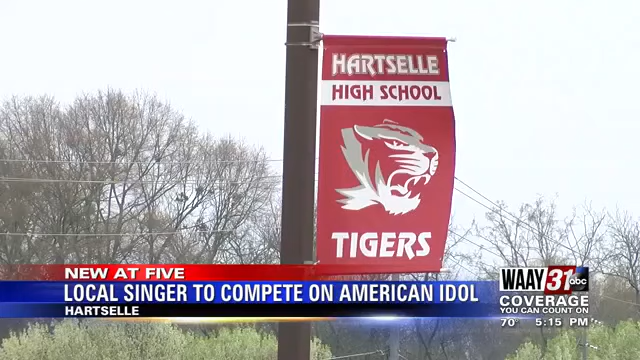 HARTSELLE
HIGH SCHOOL
TIGERS
NEW AT FIVE
LOCAL SINGER TO COMPETE ON AMERICAN IDOL
HARTSELLE
WAAY 31 abc
COVERAGE
YOU CAN COUNT ON
70° 5:15 PM